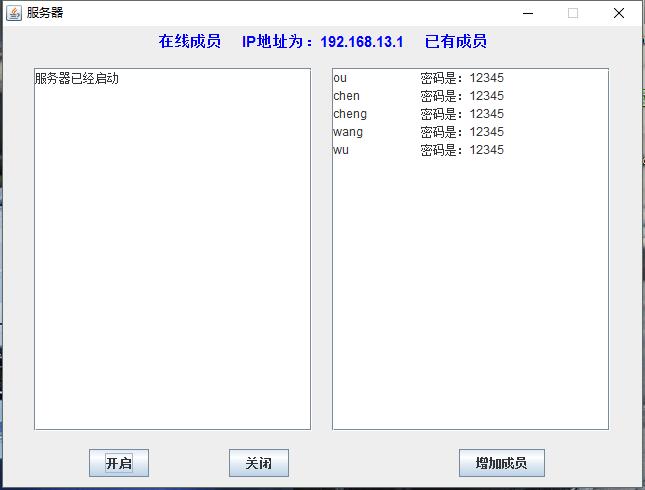 服务器
在线成员 IP地址为：192.168.13.1 已有成员
服务器已经启动
ou 密码是：12345
chen 密码是：12345
cheng 密码是：12345
wang 密码是：12345
wu 密码是：12345
开启 关闭 增加成员